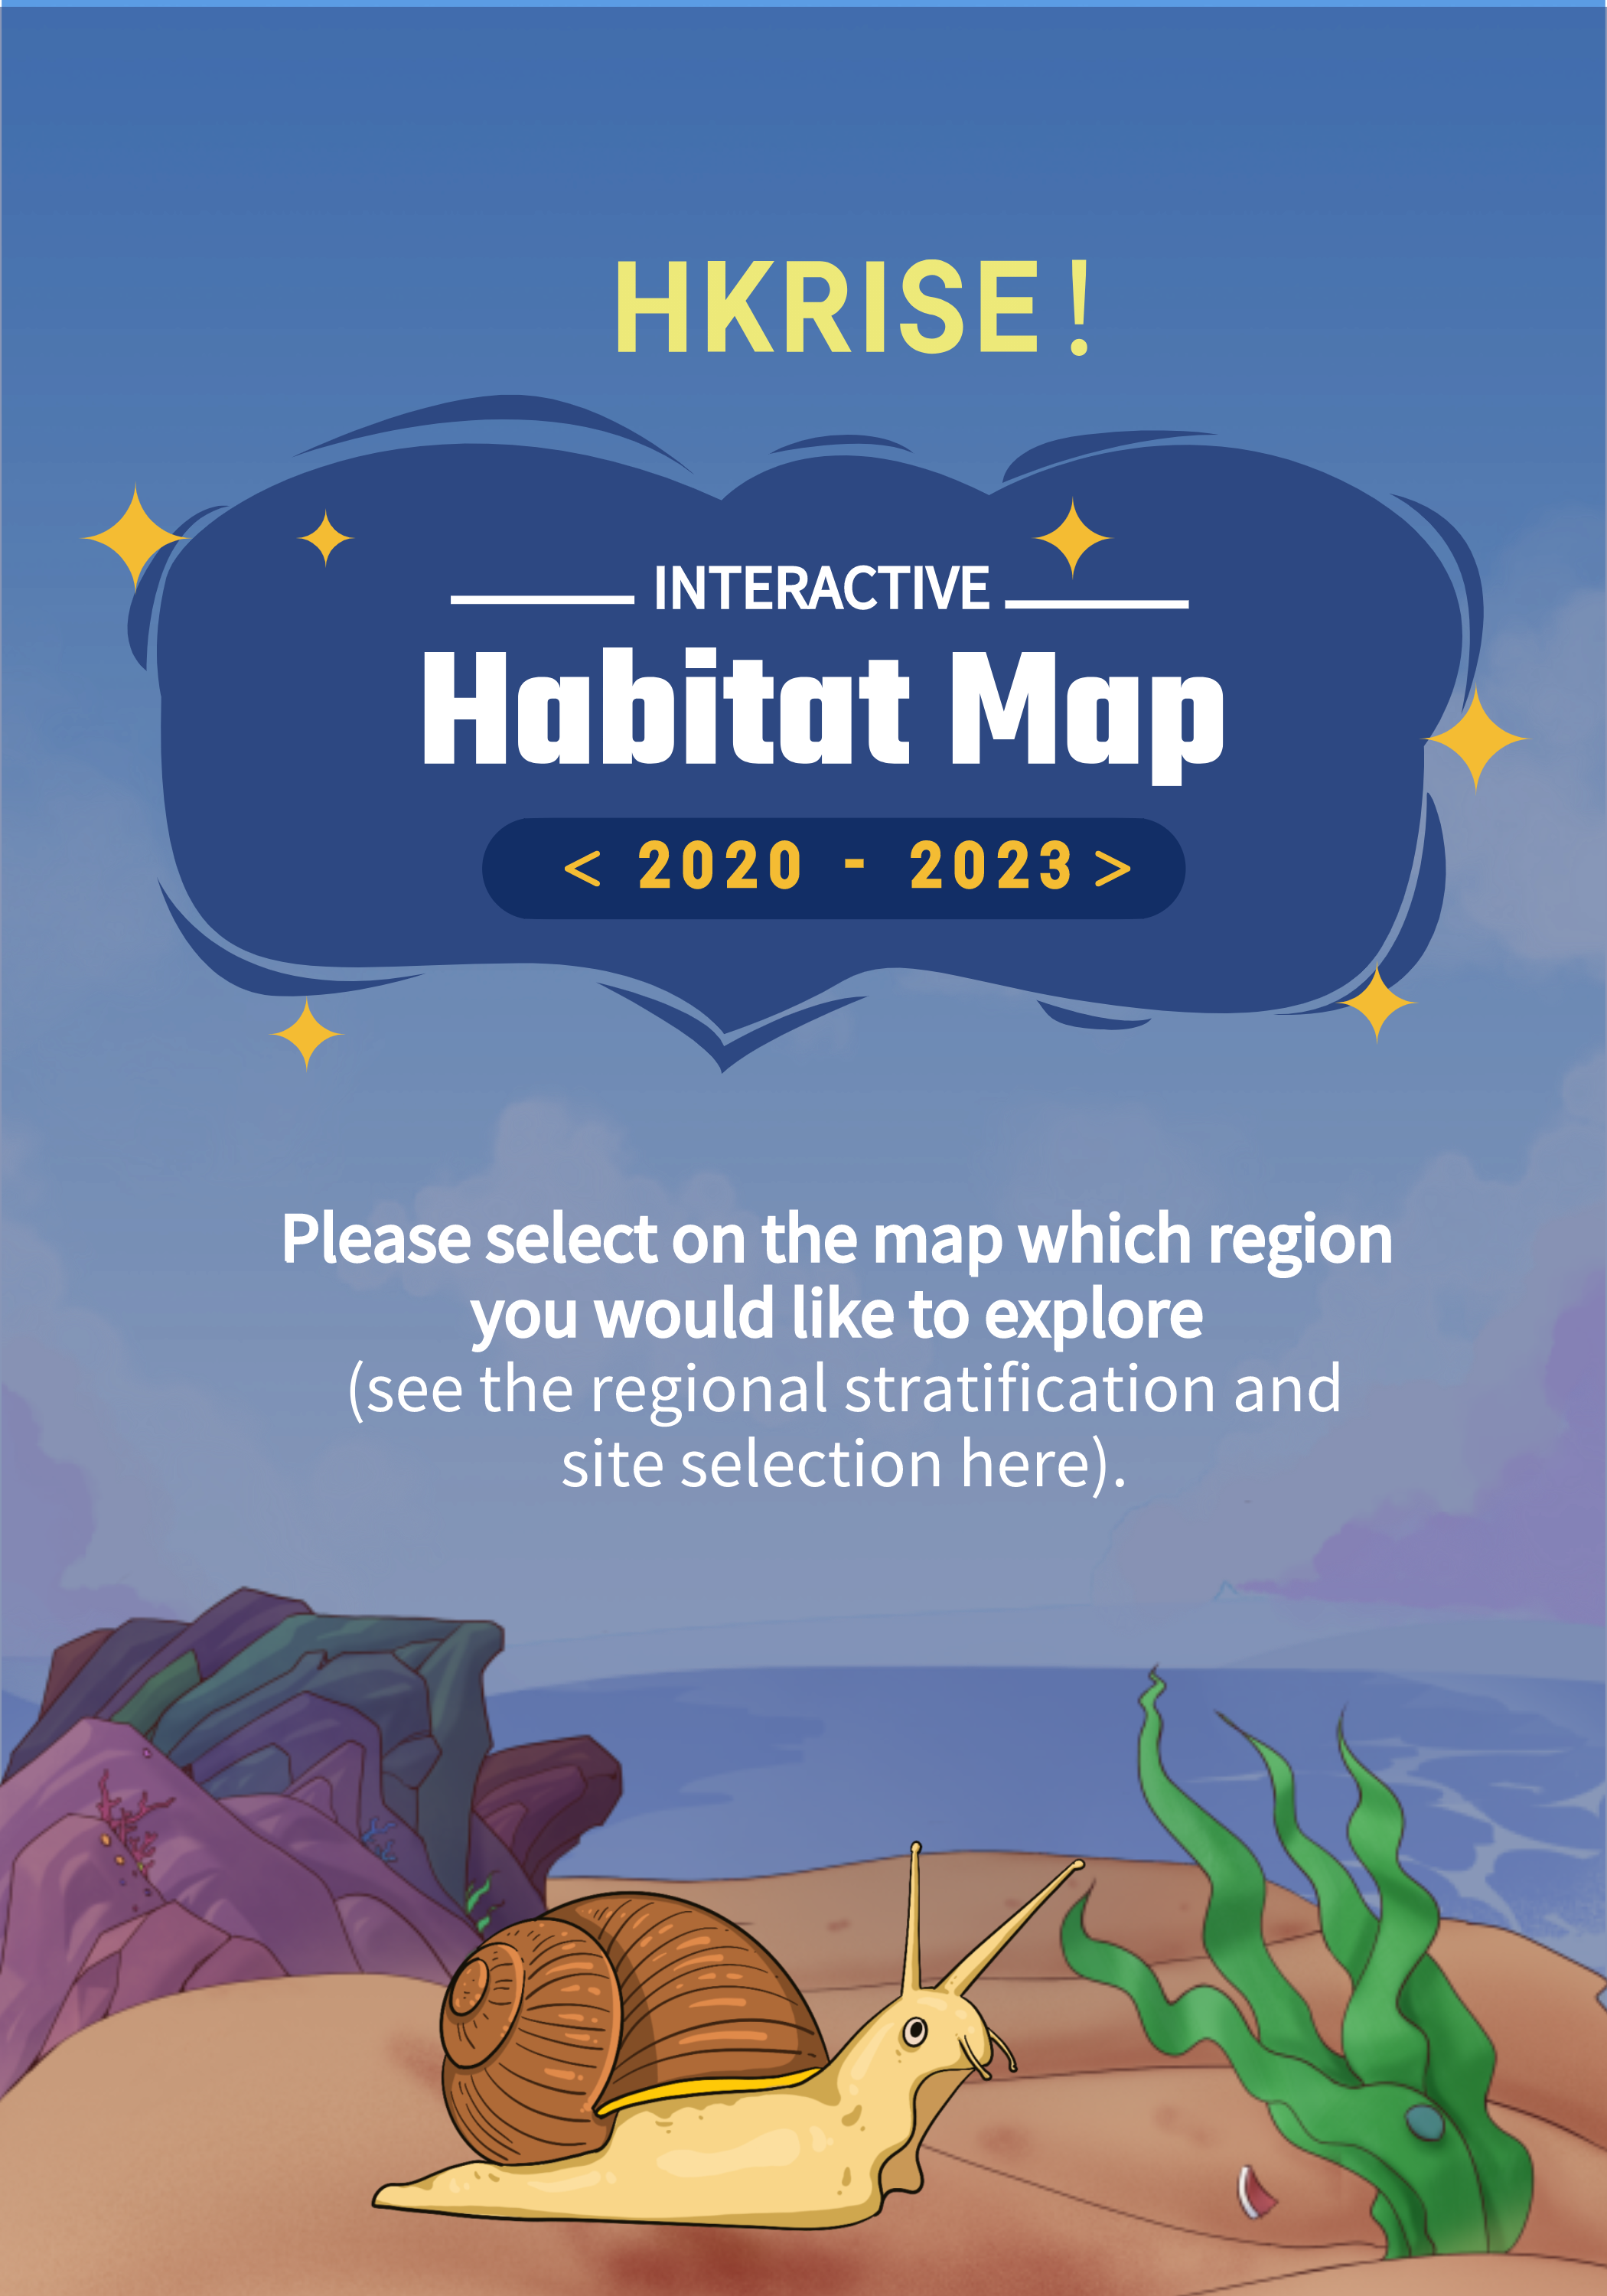 HKRISE!
INTERACTIVE
Habitat Map
< 2020 - 2023 >
Please select on the map which region
you would like to explore
(see the regional stratification and
site selection here).